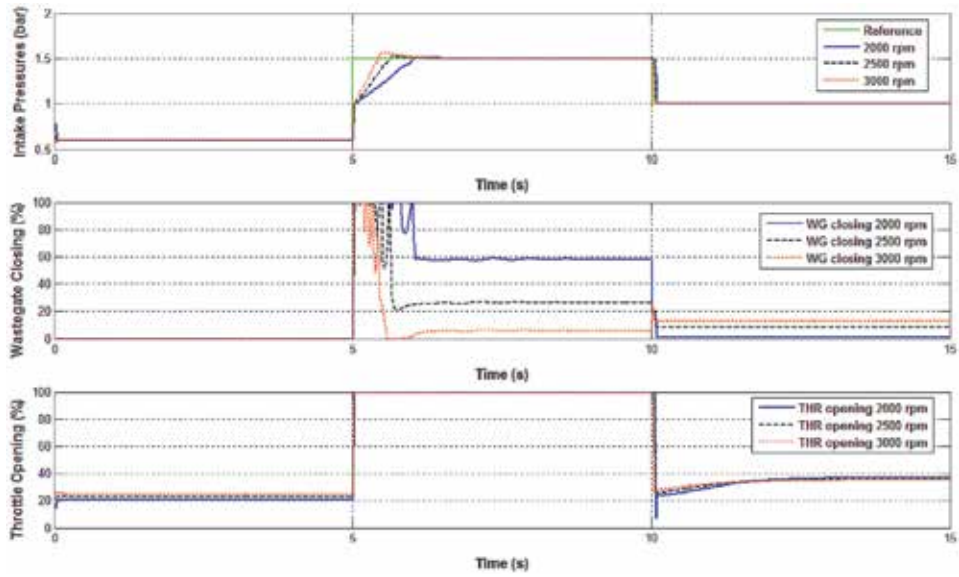 Intake Pressures (bar)
2
1.5
1
0.5
0
5
10
15
Reference
2000 rpm
2500 rpm
3000 rpm
Time (s)
Wastegate Closing (%)
100
80
60
40
20
0
0
5
10
15
WG closing 2000 rpm
WG closing 2500 rpm
WG closing 3000 rpm
Time (s)
Throttle Opening (%)
100
80
60
40
20
0
0
5
10
15
THR opening 2000 rpm
THR opening 2500 rpm
THR opening 3000 rpm
Time (s)